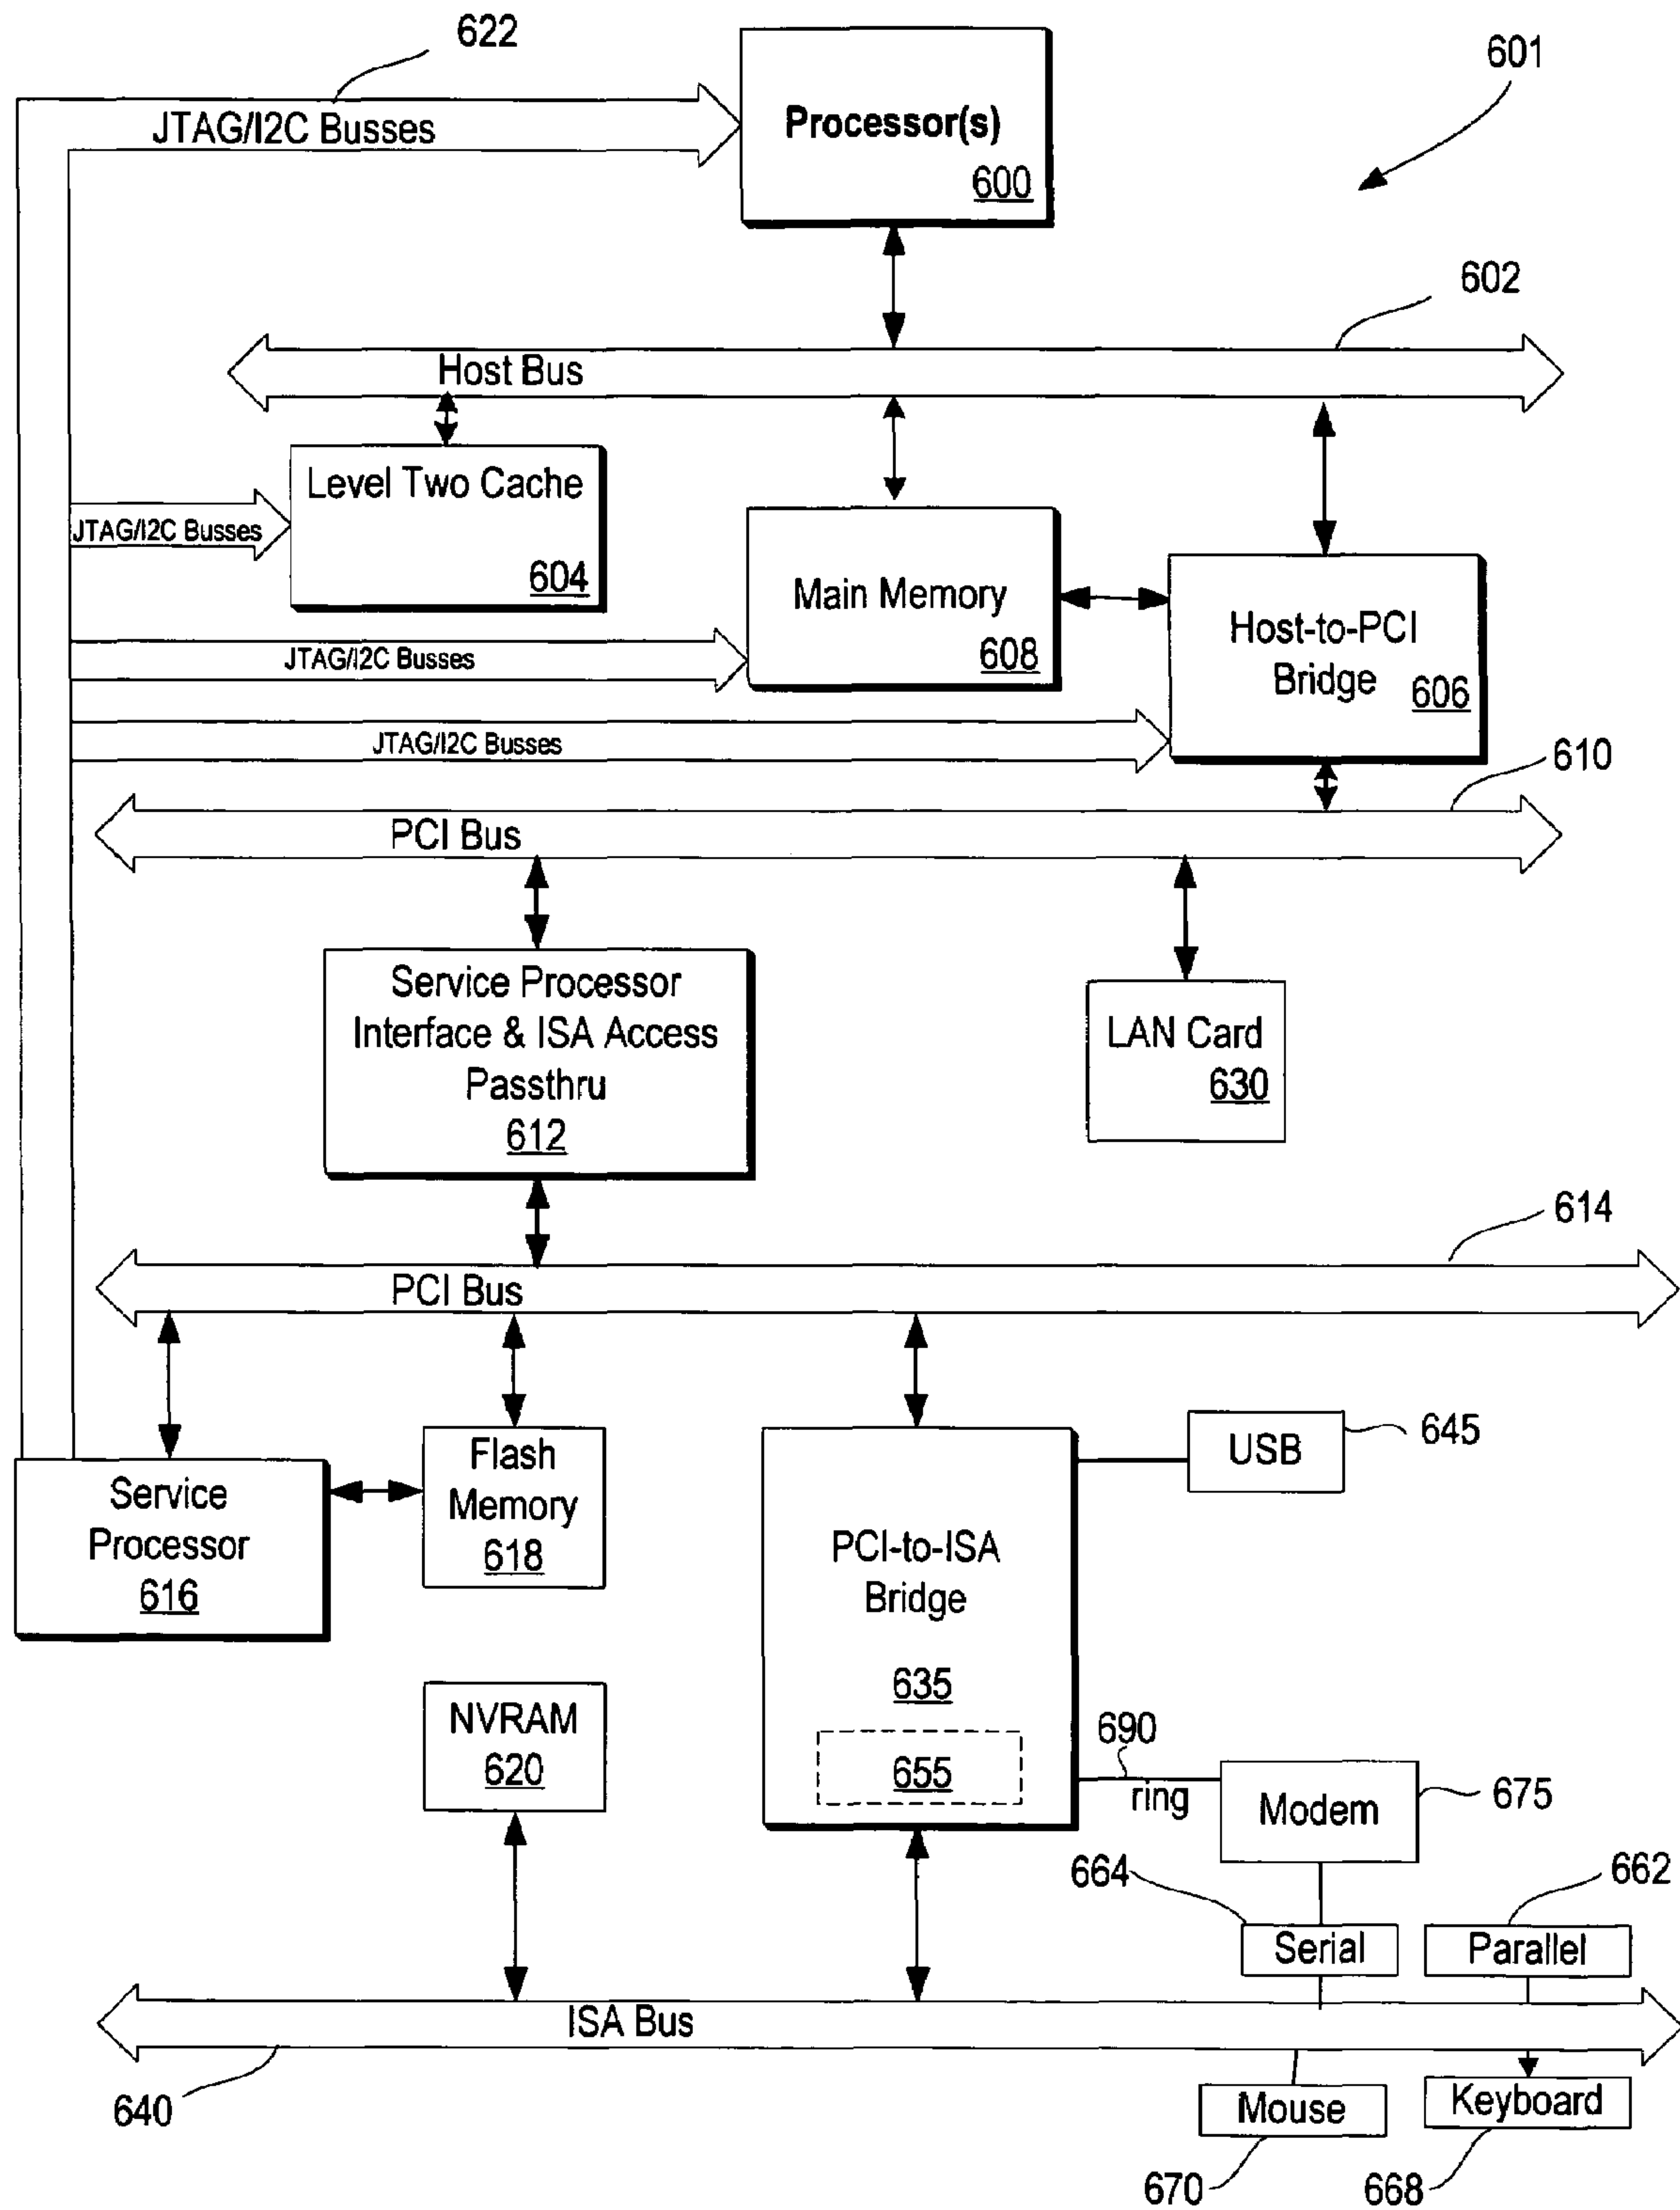 622
601
JTAG/I2C Busses
Processor(s)
600
602
Host Bus
Level Two Cache
604
JTAG/I2C Busses
Main Memory
608
Host-to-PCI
Bridge
606
JTAG/I2C Busses
JTAG/I2C Busses
610
PCI Bus
Service Processor
Interface & ISA Access
Passthru
612
LAN Card
630
614
PCI Bus
Service
Processor
616
Flash
Memory
618
PCI-to-ISA
Bridge
635
655
USB
645
NVRAM
620
690
ring
Modem
675
664
662
Serial
Parallel
ISA Bus
640
Mouse
Keyboard
670
668